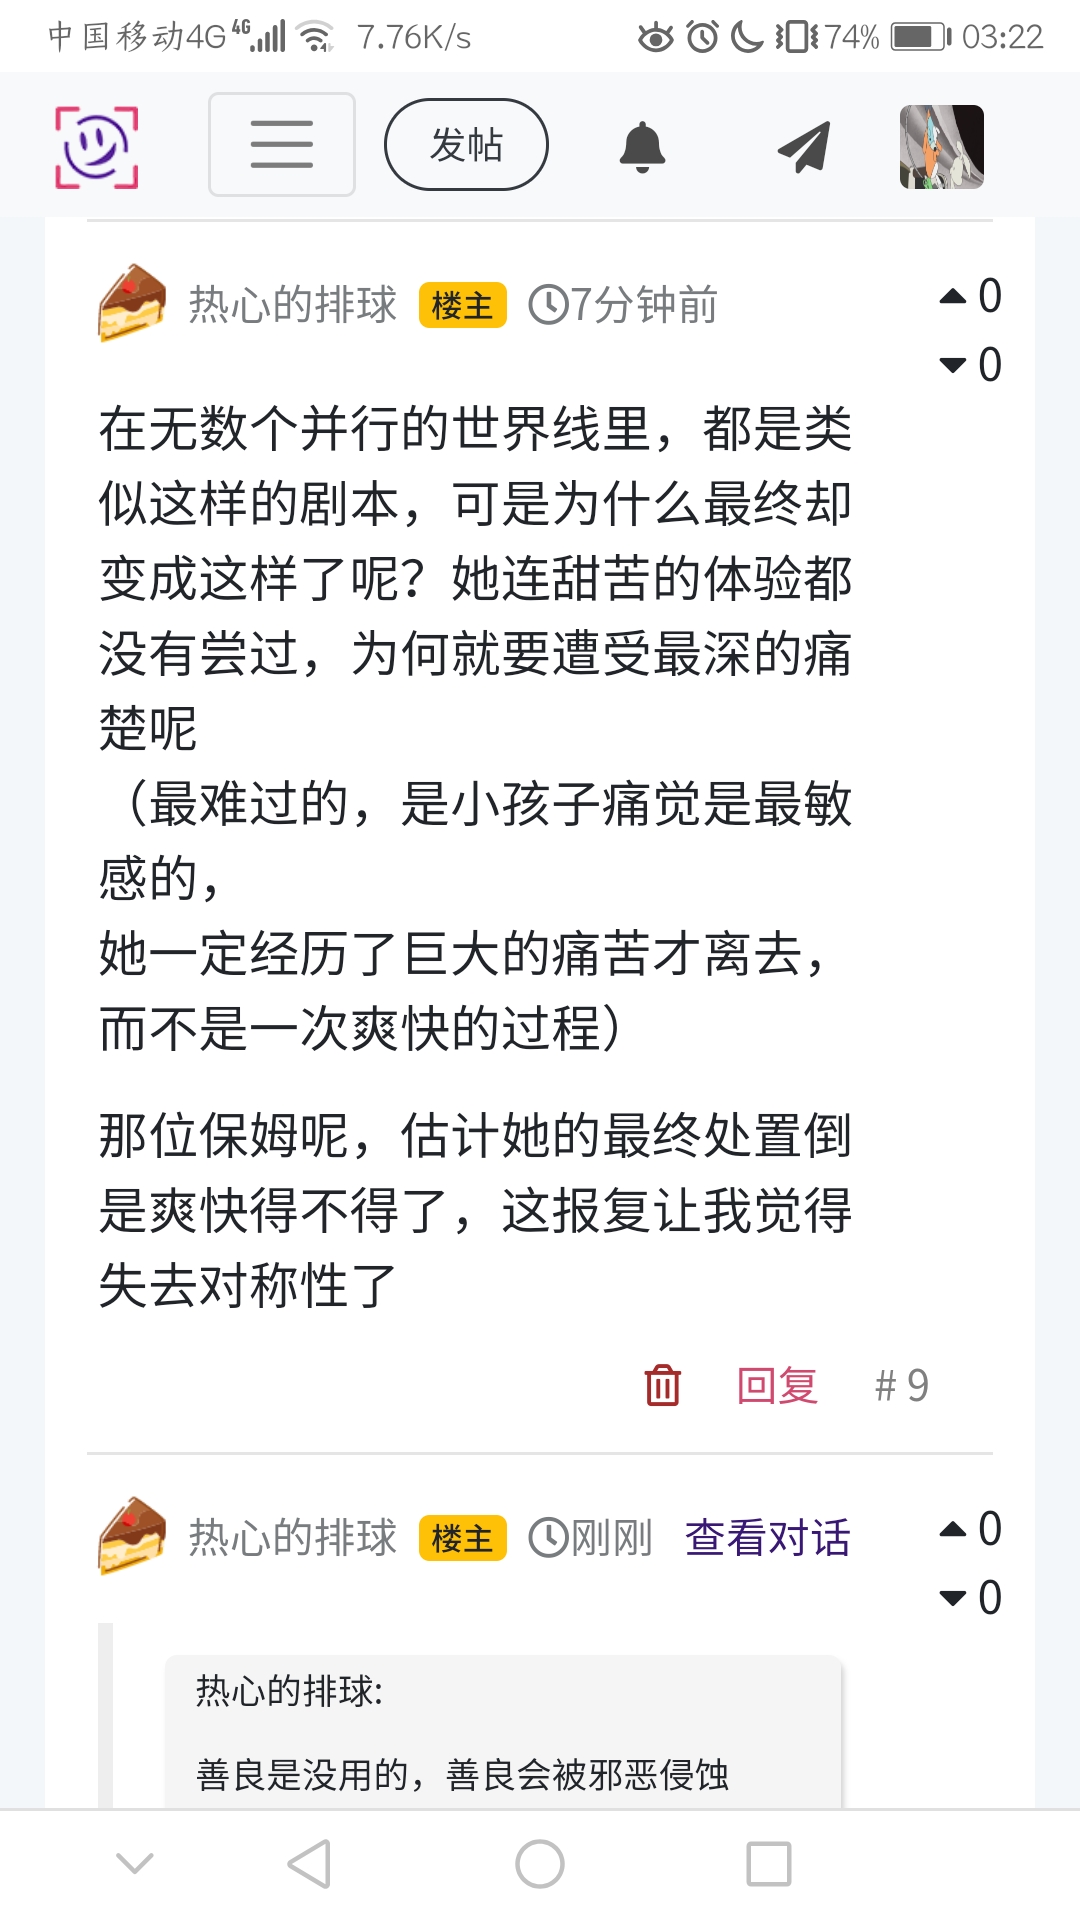 中国移动4G 4G 7.76K/s 74% 03:22
发帖
热心的排球 楼主 7分钟前 0
0
在无数个并行的世界线里，都是类
似这样的剧本，可是为什么最终却
变成这样了呢？她连甜苦的体验都
没有尝过，为何就要遭受最深的痛
楚呢
（最难过的，是小孩子痛觉是最敏
感的，
她一定经历了巨大的痛苦才离去，
而不是一次爽快的过程）
那位保姆呢，估计她的最终处置倒
是爽快得不得了，这报复让我觉得
失去对称性了
回复 # 9
热心的排球 楼主 刚刚 查看对话 0
0
热心的排球:
善良是没用的，善良会被邪恶侵蚀